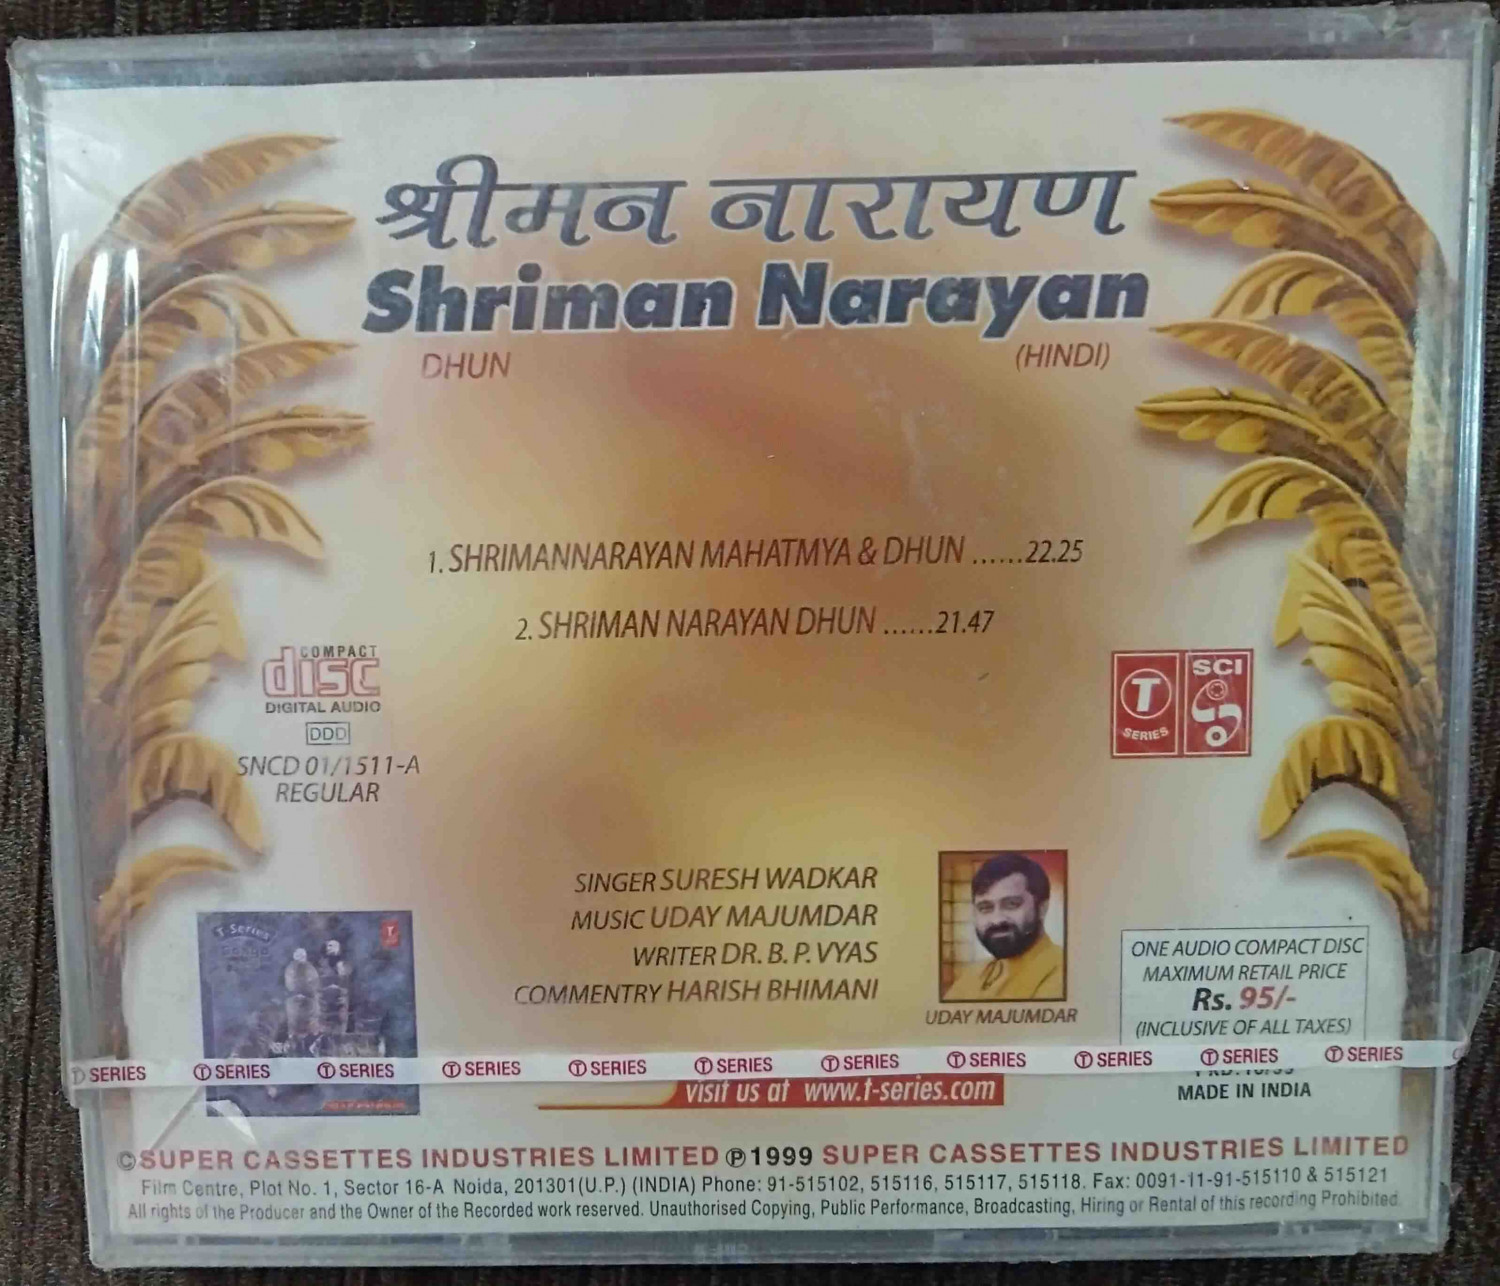 श्रीमन नारायण
Shriman Narayan
DHUN (HINDI)
1. SHRIMANNARAYAN MAHATMYA & DHUN ......22.25
2. SHRIMAN NARAYAN DHUN ......21.47
COMPACT
disc
DIGITAL AUDIO
DDD
SNCD 01/1511-A
REGULAR
T
SERIES
SCI
SINGER SURESH WADKAR
MUSIC UDAY MAJUMDAR
WRITER DR. B. P. VYAS
COMMENTRY HARISH BHIMANI
UDAY MAJUMDAR
T-Series
ONE AUDIO COMPACT DISC
MAXIMUM RETAIL PRICE
Rs. 95/-
(INCLUSIVE OF ALL TAXES)
T SERIES T SERIES T SERIES T SERIES T SERIES T SERIES T SERIES T SERIES T SERIES T SERIES T SERIES
MADE IN INDIA
visit us at www.t-series.com
©SUPER CASSETTES INDUSTRIES LIMITED ℗1999 SUPER CASSETTES INDUSTRIES LIMITED
Film Centre, Plot No. 1, Sector 16-A Noida, 201301(U.P.) (INDIA) Phone: 91-515102, 515116, 515117, 515118. Fax: 0091-11-91-515110 & 515121
All rights of the Producer and the Owner of the Recorded work reserved. Unauthorised Copying, Public Performance, Broadcasting, Hiring or Rental of this recording Prohibited.